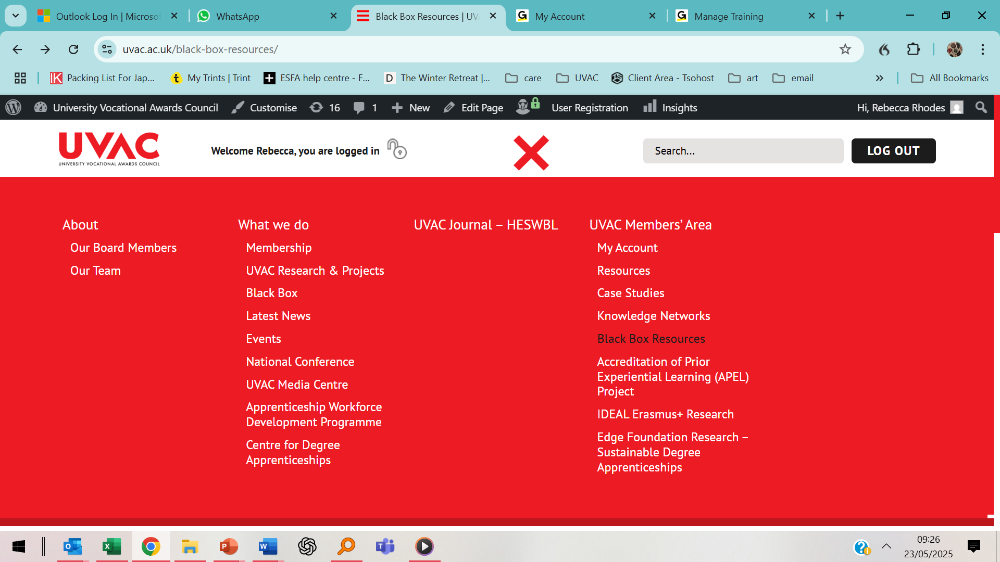 Outlook Log In | Microso
WhatsApp
Black Box Resources | UV
My Account
Manage Training
uvac.ac.uk/black-box-resources/
Packing List For Jap...
My Trints | Trint
ESFA help centre - F...
The Winter Retreat |...
care
UVAC
Client Area - Tsohost
art
email
All Bookmarks
University Vocational Awards Council
Customise
16
1
New
Edit Page
User Registration
Insights
Hi, Rebecca Rhodes
UVAC
UNIVERSITY VOCATIONAL AWARDS COUNCIL
Welcome Rebecca, you are logged in
Search...
LOG OUT
About
Our Board Members
Our Team
What we do
Membership
UVAC Research & Projects
Black Box
Latest News
Events
National Conference
UVAC Media Centre
Apprenticeship Workforce
Development Programme
Centre for Degree
Apprenticeships
UVAC Journal – HESWBL
UVAC Members’ Area
My Account
Resources
Case Studies
Knowledge Networks
Black Box Resources
Accreditation of Prior
Experiential Learning (APEL)
Project
IDEAL Erasmus+ Research
Edge Foundation Research –
Sustainable Degree
Apprenticeships
09:26
23/05/2025